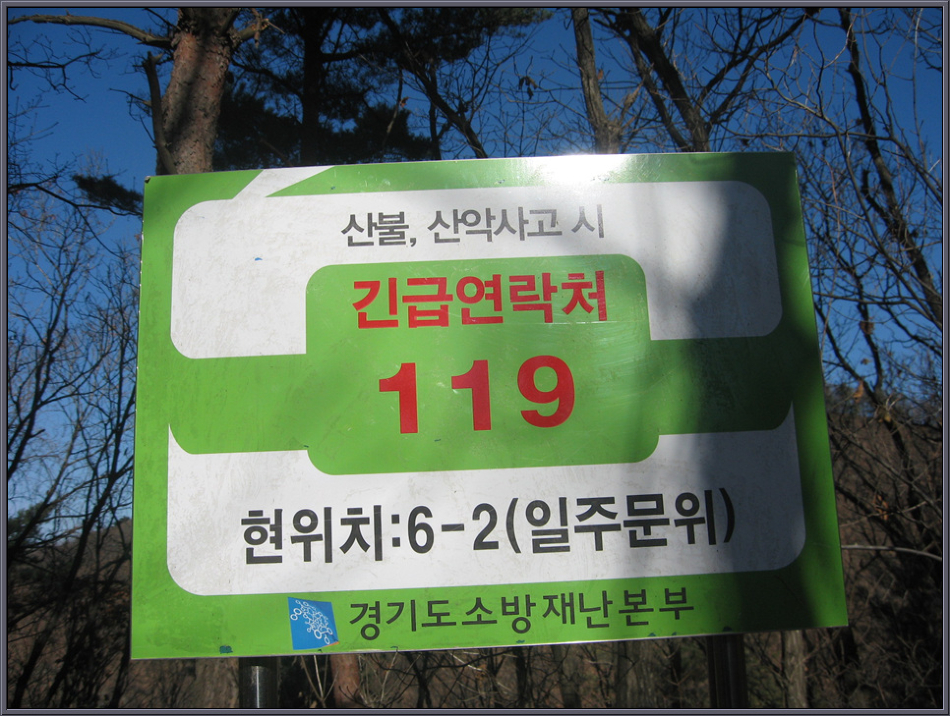 산불, 산악사고 시
긴급연락처
119
현위치:6-2(일주문위)
경기도소방재난본부